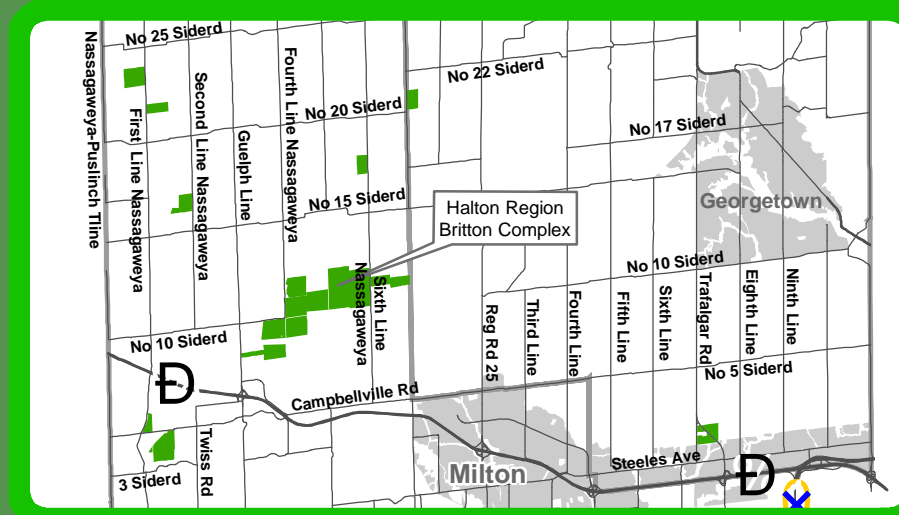 No 25 Siderd
Nassagaweya-Puslinch Tline
First Line Nassagaweya
Second Line Nassagaweya
Guelph Line
Fourth Line Nassagaweya
No 22 Siderd
No 20 Siderd
No 17 Siderd
No 15 Siderd
Halton Region
Britton Complex
Georgetown
No 10 Siderd
Nassagaweya
Sixth Line
Reg Rd 25
Third Line
Fourth Line
Fifth Line
Sixth Line
Trafalgar Rd
Eighth Line
Ninth Line
No 10 Siderd
No 5 Siderd
Campbellville Rd
Đ
Twiss Rd
3 Siderd
Milton
Steeles Ave
Đ